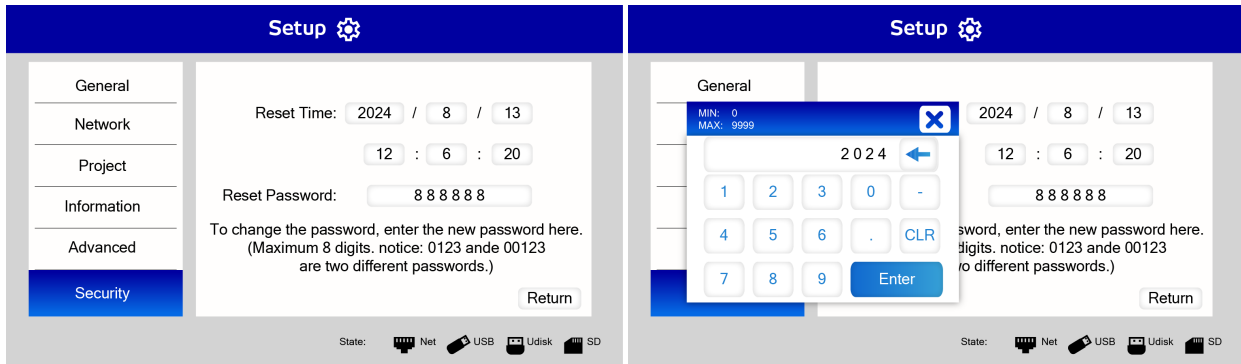 Setup
General
Network
Project
Information
Advanced
Security
Reset Time: 2024 / 8 / 13
12 : 6 : 20
Reset Password: 888888
To change the password, enter the new password here.
(Maximum 8 digits. notice: 0123 ande 00123
are two different passwords.)
Return
State: Net USB Udisk SD
Setup
General
MIN: 0
MAX: 9999
2024
1 2 3 0 -
4 5 6 . CLR
7 8 9 Enter
2024 / 8 / 13
12 : 6 : 20
888888
sword, enter the new password here.
digits. notice: 0123 ande 00123
vo different passwords.)
Return
State: Net USB Udisk SD